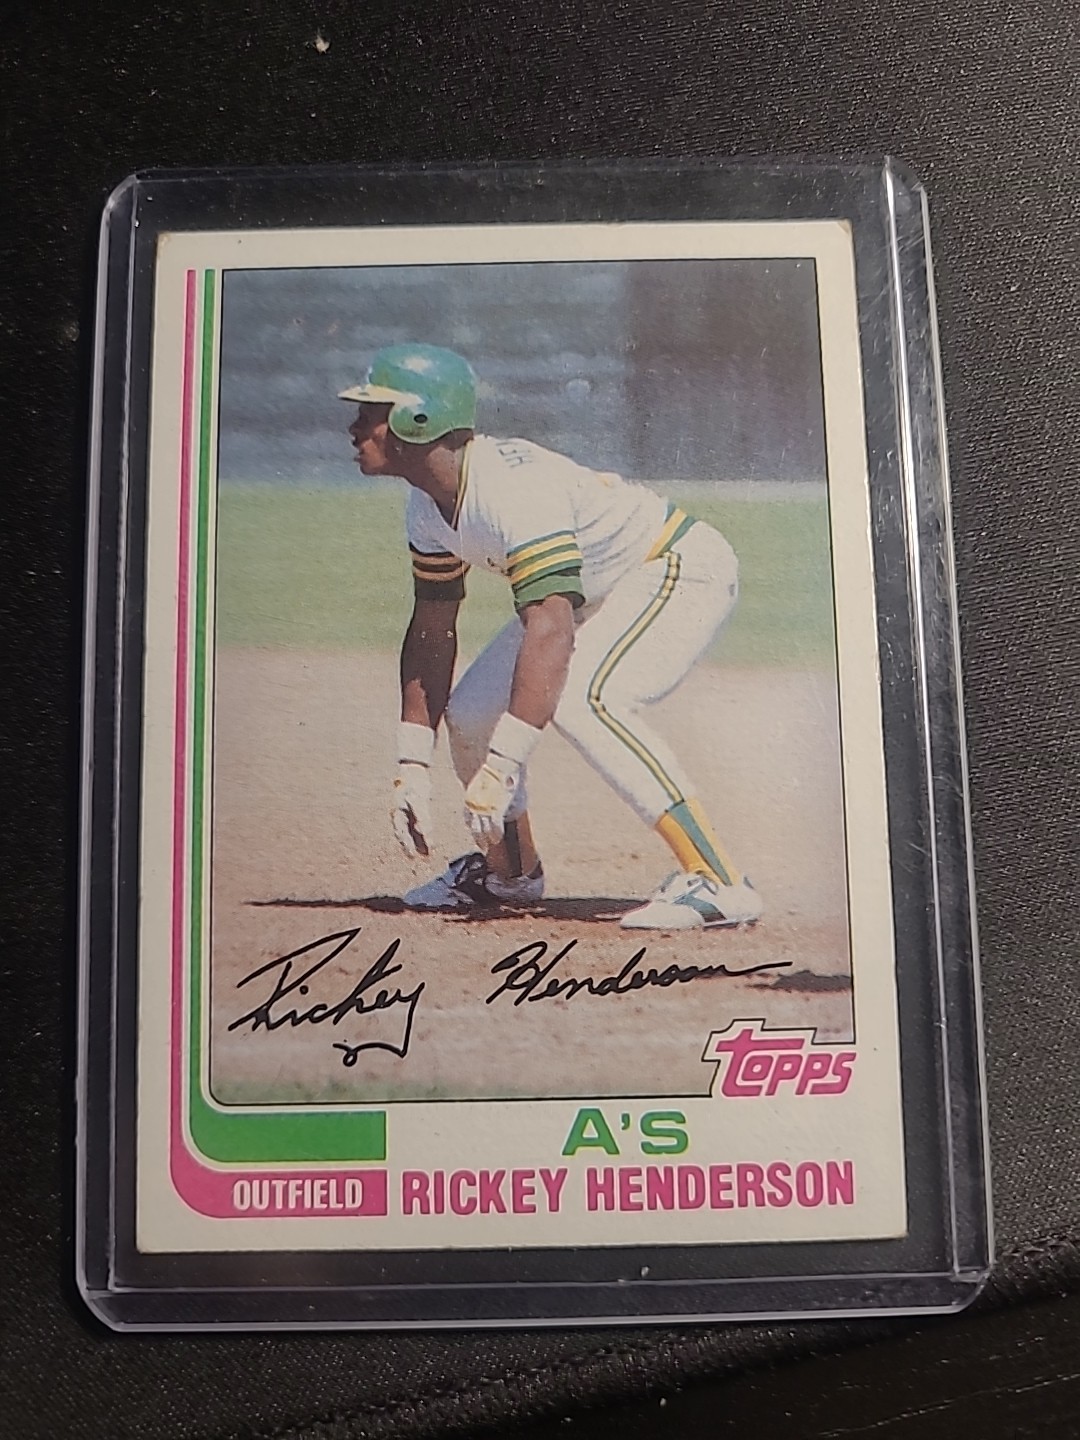 Rickey Henderson
TOPPS
A'S
OUTFIELD RICKEY HENDERSON